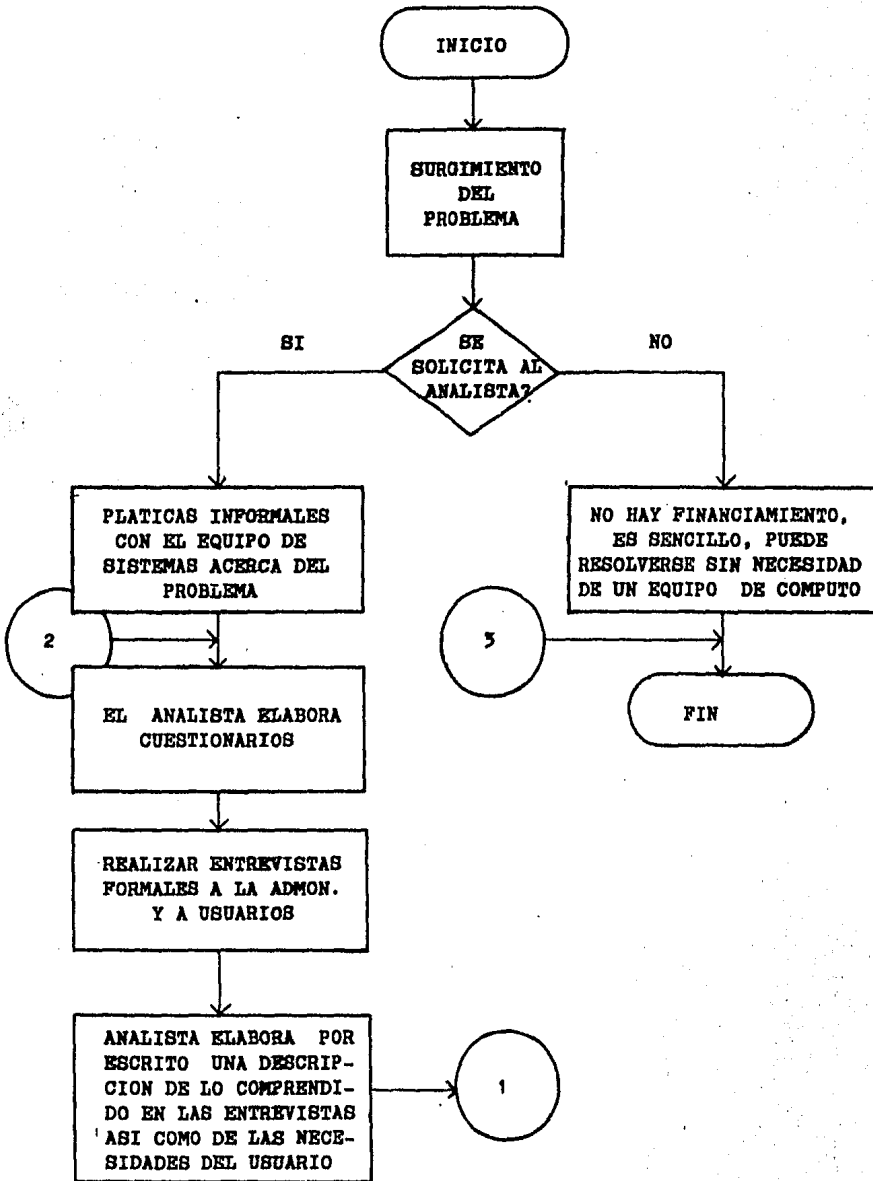 INICIO
SURGIMIENTO
DEL
PROBLEMA
SI
SE
SOLICITA AL
ANALISTA?
NO
PLATICAS INFORMALES
CON EL EQUIPO DE
SISTEMAS ACERCA DEL
PROBLEMA
NO HAY FINANCIAMIENTO,
ES SENCILLO, PUEDE
RESOLVERSE SIN NECESIDAD
DE UN EQUIPO DE COMPUTO
2
3
EL ANALISTA ELABORA
CUESTIONARIOS
FIN
REALIZAR ENTREVISTAS
FORMALES A LA ADMON.
Y A USUARIOS
ANALISTA ELABORA POR
ESCRITO UNA DESCRIP-
CION DE LO COMPRENDI-
DO EN LAS ENTREVISTAS
ASI COMO DE LAS NECE-
SIDADES DEL USUARIO
1